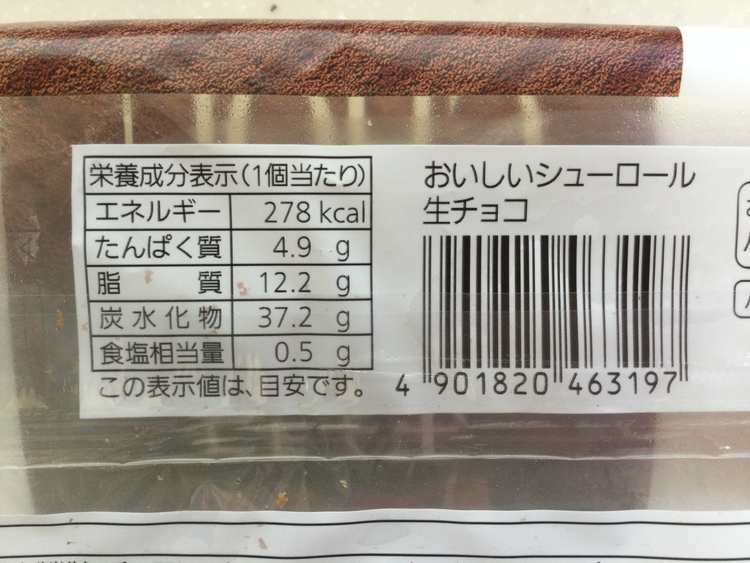 栄養成分表示(1個当たり)
エネルギー 278 kcal
たんぱく質 4.9 g
脂質 12.2 g
炭水化物 37.2 g
食塩相当量 0.5 g
この表示値は、目安です。
おいしいシューロール
生チョコ
4 901820 463197